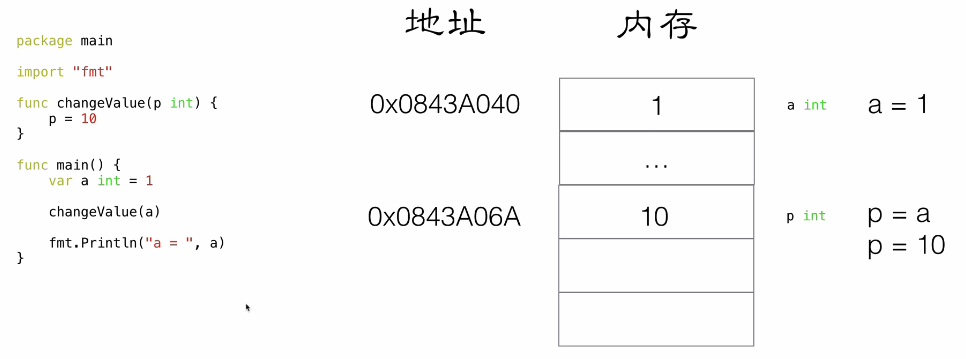 package main
import "fmt"
func changeValue(p int) {
    p = 10
}
func main() {
    var a int = 1
    changeValue(a)
    fmt.Println("a = ", a)
}
地址 内存
0x0843A040 1 a int a = 1
...
0x0843A06A 10 p int p = a
p = 10